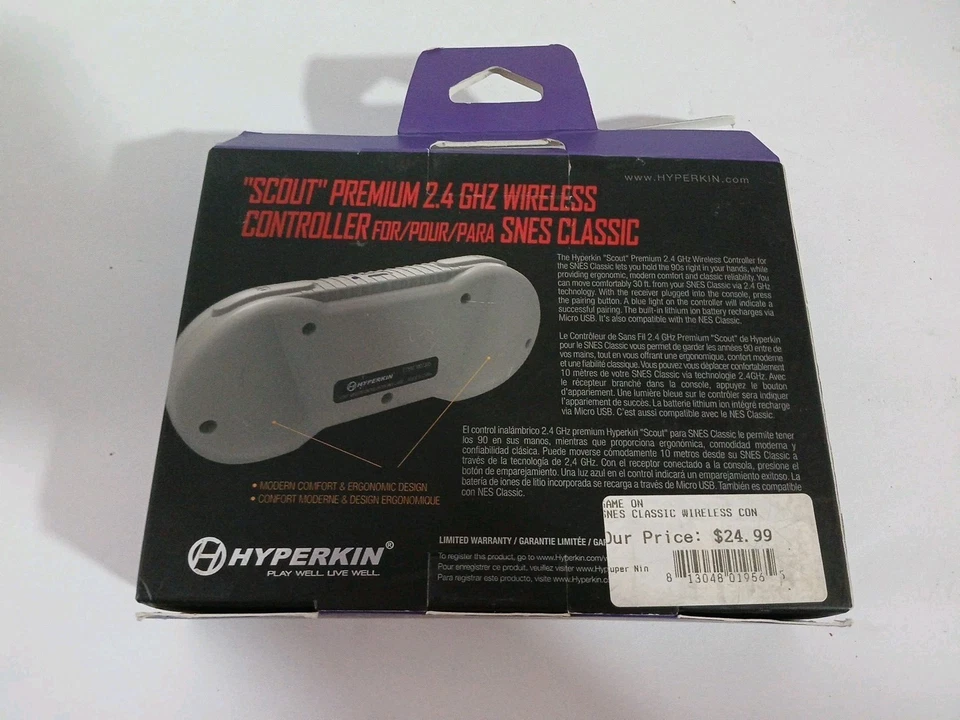 www.HYPERKIN.com
"SCOUT" PREMIUM 2.4 GHZ WIRELESS
CONTROLLER FOR/POUR/PARA SNES CLASSIC
The Hyperkin "Scout" Premium 2.4 GHz Wireless Controller for
the SNES Classic lets you hold the 90s right in your hands, while
providing ergonomic, modern comfort and classic reliability. You
can move comfortably 30 ft. from your SNES Classic via 2.4 GHz
technology. With the receiver plugged into the console, press
the pairing button. A blue light on the controller will indicate a
successful pairing. The built-in lithium ion battery recharges via
Micro USB. It's also compatible with the NES Classic.
Le Contrôleur de Sans Fil 2.4 GHz Premium "Scout" de Hyperkin
pour le SNES Classic vous permet de garder les années 90 entre de
vos mains, tout en vous offrant une ergonomique, confort moderne
et une fiabilité classique. Vous pouvez vous déplacer confortablement
10 mètres de votre SNES Classic via technologie 2.4GHz. Avec
le récepteur branché dans la console, appuyez le bouton
d'appariement. Une lumière bleue sur le contrôler sera indiquer
l'appariement de succès. La batterie lithium ion intégré recharge
via Micro USB. C'est aussi compatible avec le NES Classic.
El control inalámbrico 2.4 GHz premium Hyperkin "Scout" para SNES Classic le permite tener
los 90 en sus manos, mientras que proporciona ergonómica, comodidad moderna y
confiabilidad clásica. Puede moverse cómodamente 10 metros desde su SNES Classic a
través de la tecnología de 2,4 GHz. Con el receptor conectado a la consola, presione el
botón de emparejamiento. Una luz azul en el control indicará un emparejamiento exitoso. La
batería de iones de litio incorporada se recarga a través de Micro USB. También es compatible
con NES Classic.
HYPERKIN
• MODERN COMFORT & ERGONOMIC DESIGN
• CONFORT MODERNE & DESIGN ERGONOMIQUE
HYPERKIN®
PLAY WELL LIVE WELL.
LIMITED WARRANTY / GARANTIE LIMITÉE / GA
To register this product, go to www.Hyperkin.com/w
Pour enregistrer ce produit, veuillez visiter www.Hyp
Para registrar este producto, visite www.Hyperkin.c
GAME ON
SNES CLASSIC WIRELESS CON
Our Price: $24.99
uper Nin
8 13048 01956 5